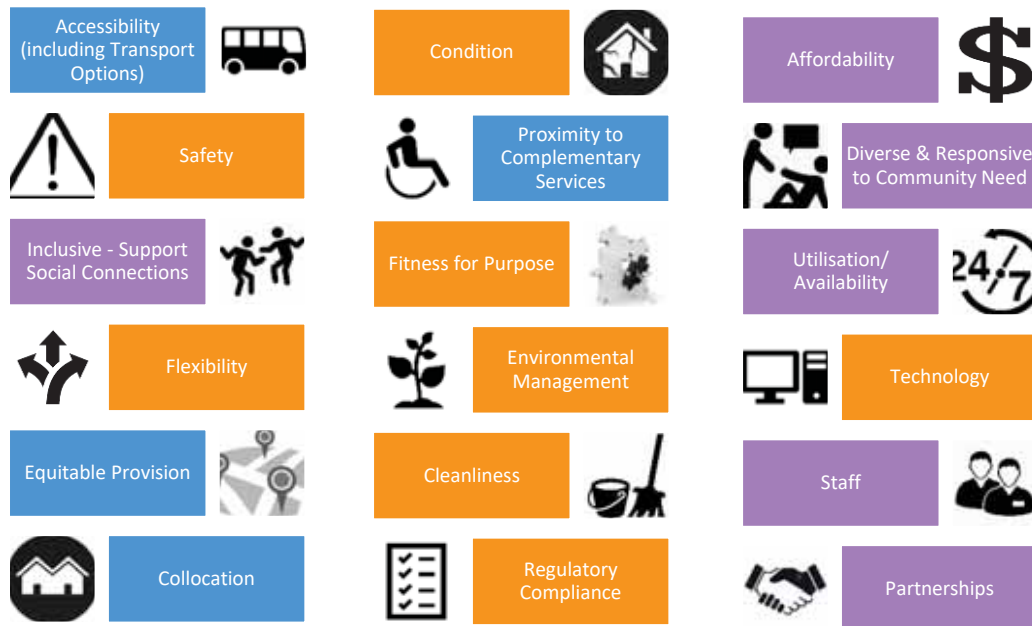 Accessibility
(including Transport
Options)
Condition
Affordability
$
Safety
Proximity to
Complementary
Services
Diverse & Responsive
to Community Need
Inclusive - Support
Social Connections
Fitness for Purpose
Utilisation/
Availability
24/7
Flexibility
Environmental
Management
Technology
Equitable Provision
Cleanliness
Staff
Collocation
Regulatory
Compliance
Partnerships